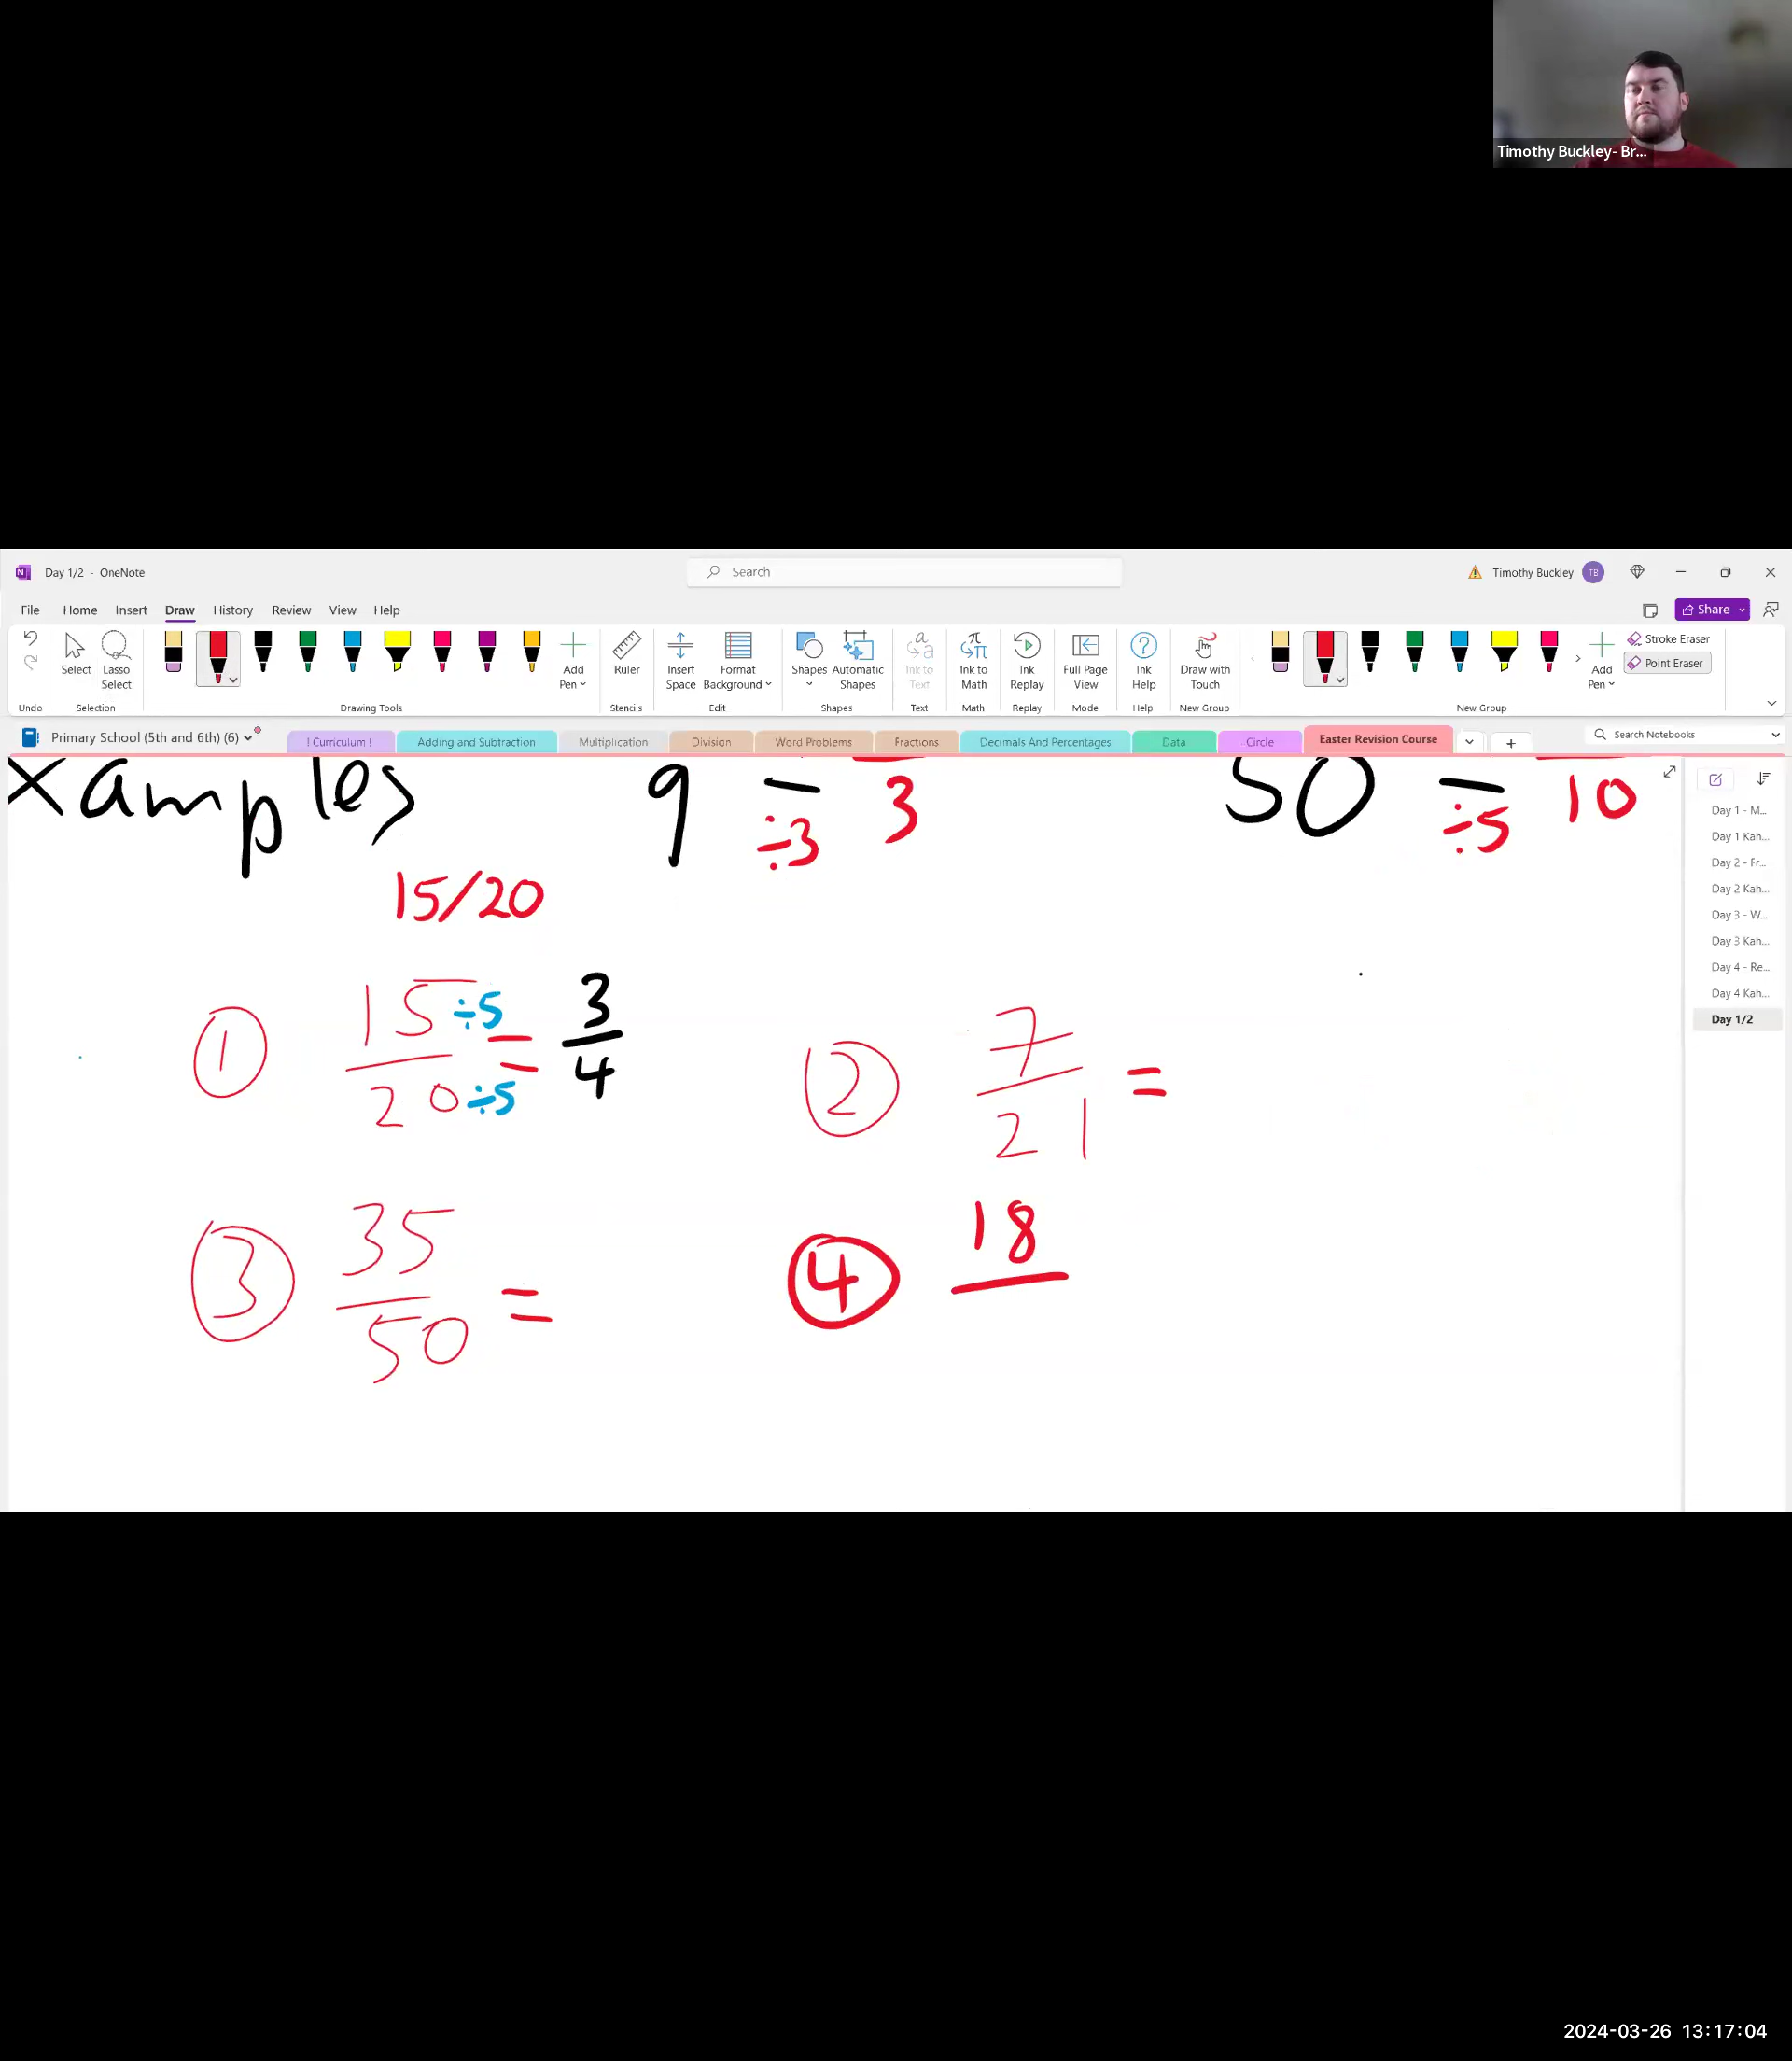 Timothy Buckley- Br...
Day 1/2 - OneNote
Search
Timothy Buckley TB
File Home Insert Draw History Review View Help
Share
Select
Lasso Select
Add Pen
Ruler
Insert Space
Format Background
Shapes
Automatic Shapes
Ink to Text
Ink to Math
Ink Replay
Full Page View
Ink Help
Draw with Touch
Add Pen
Stroke Eraser
Point Eraser
Undo Selection Drawing Tools Stencils Edit Shapes Text Math Replay Mode Help New Group New Group
Primary School (5th and 6th) (6)
! Curriculum ! Adding and Subtraction Multiplication Division Word Problems Fractions Decimals And Percentages Data Circle Easter Revision Course
Search Notebooks
xamples
9 ÷3 3
50 ÷5 10
15/20
1 15÷5 = 3
20÷5 4
2 7 =
21
3 35 =
50
4 18
Day 1 - M...
Day 1 Kah...
Day 2 - Fr...
Day 2 Kah...
Day 3 - W...
Day 3 Kah...
Day 4 - Re...
Day 4 Kah...
Day 1/2
2024-03-26 13:17:04